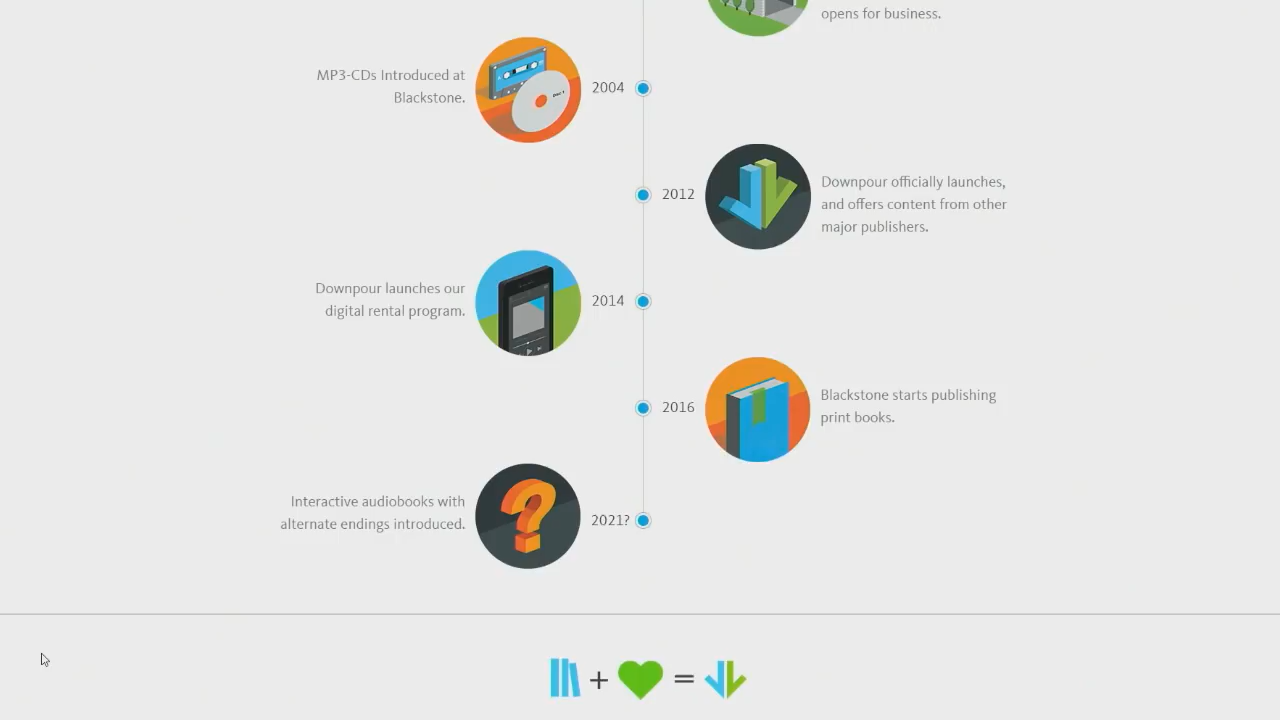 opens for business.
MP3-CDs Introduced at
Blackstone.
2004
2012
Downpour officially launches,
and offers content from other
major publishers.
Downpour launches our
digital rental program.
2014
2016
Blackstone starts publishing
print books.
Interactive audiobooks with
alternate endings introduced.
2021?
+ =